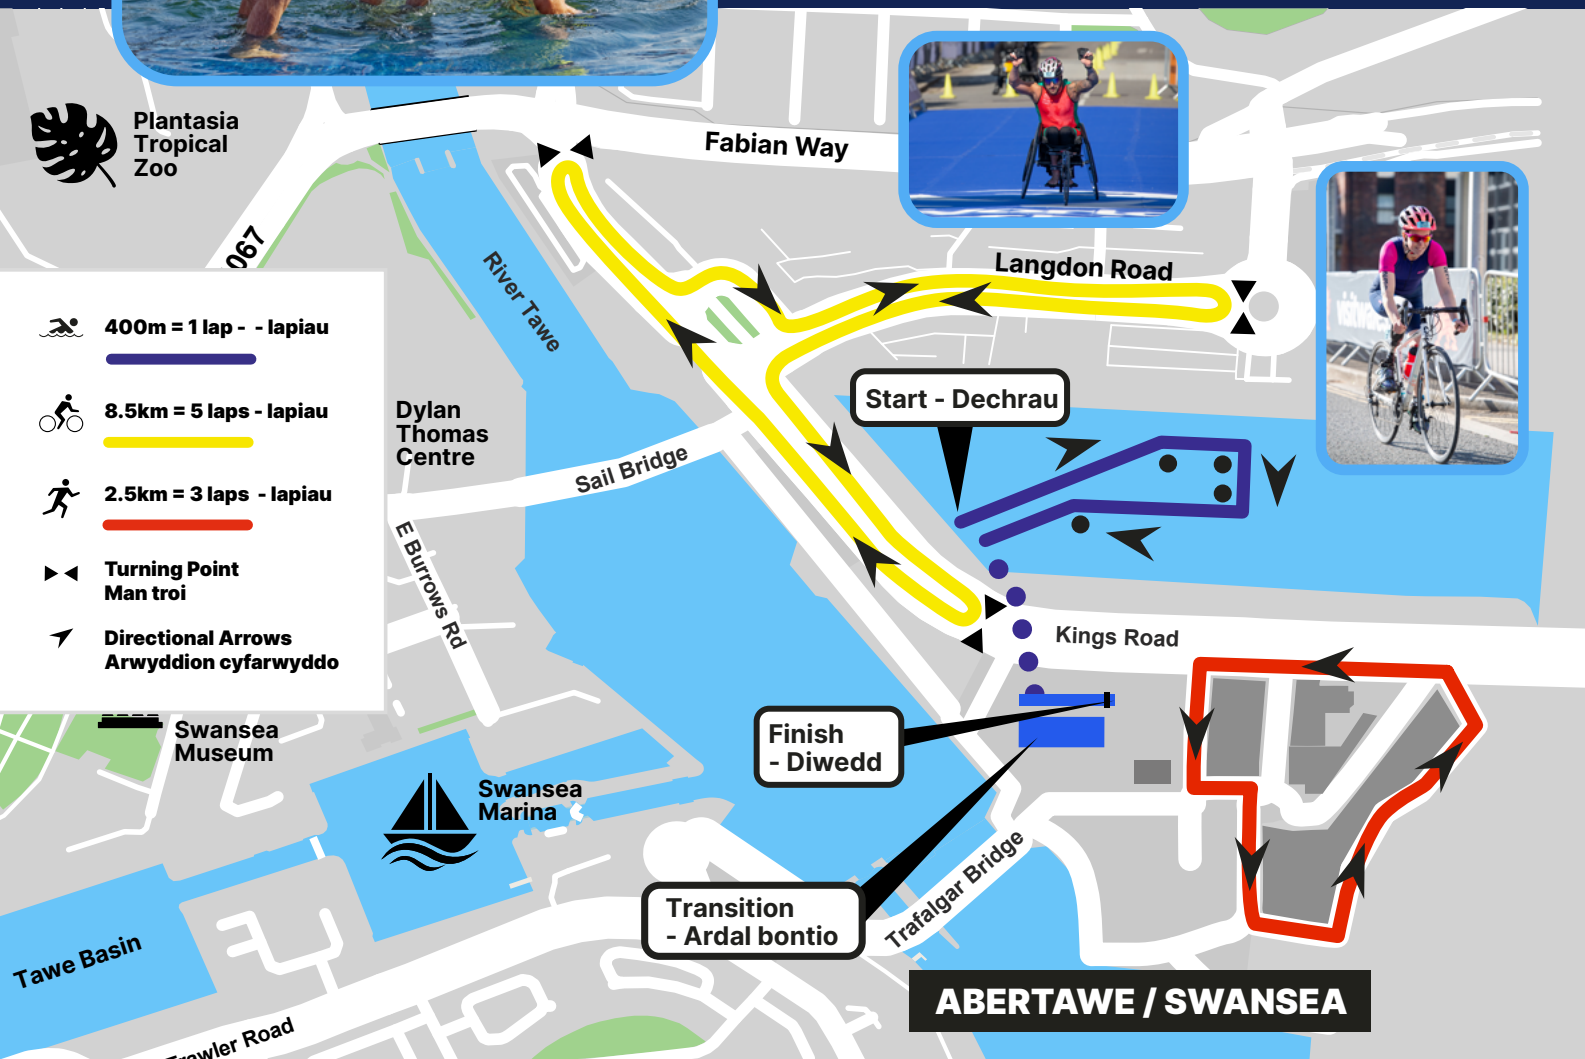 Plantasia
Tropical
Zoo
067
Fabian Way
Langdon Road
River Tawe
400m = 1 lap - - lapiau
8.5km = 5 laps - lapiau
2.5km = 3 laps - lapiau
Turning Point
Man troi
Directional Arrows
Arwyddion cyfarwyddo
Dylan
Thomas
Centre
Start - Dechrau
Sail Bridge
E Burrows Rd
Kings Road
Swansea
Museum
Finish
- Diwedd
Swansea
Marina
Transition
- Ardal bontio
Trafalgar Bridge
Tawe Basin
Trawler Road
ABERTAWE / SWANSEA